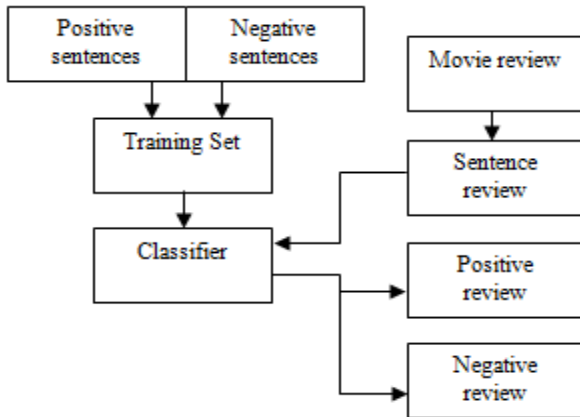 Positive
sentences
Negative
sentences
Movie review
Training Set
Sentence
review
Classifier
Positive
review
Negative
review